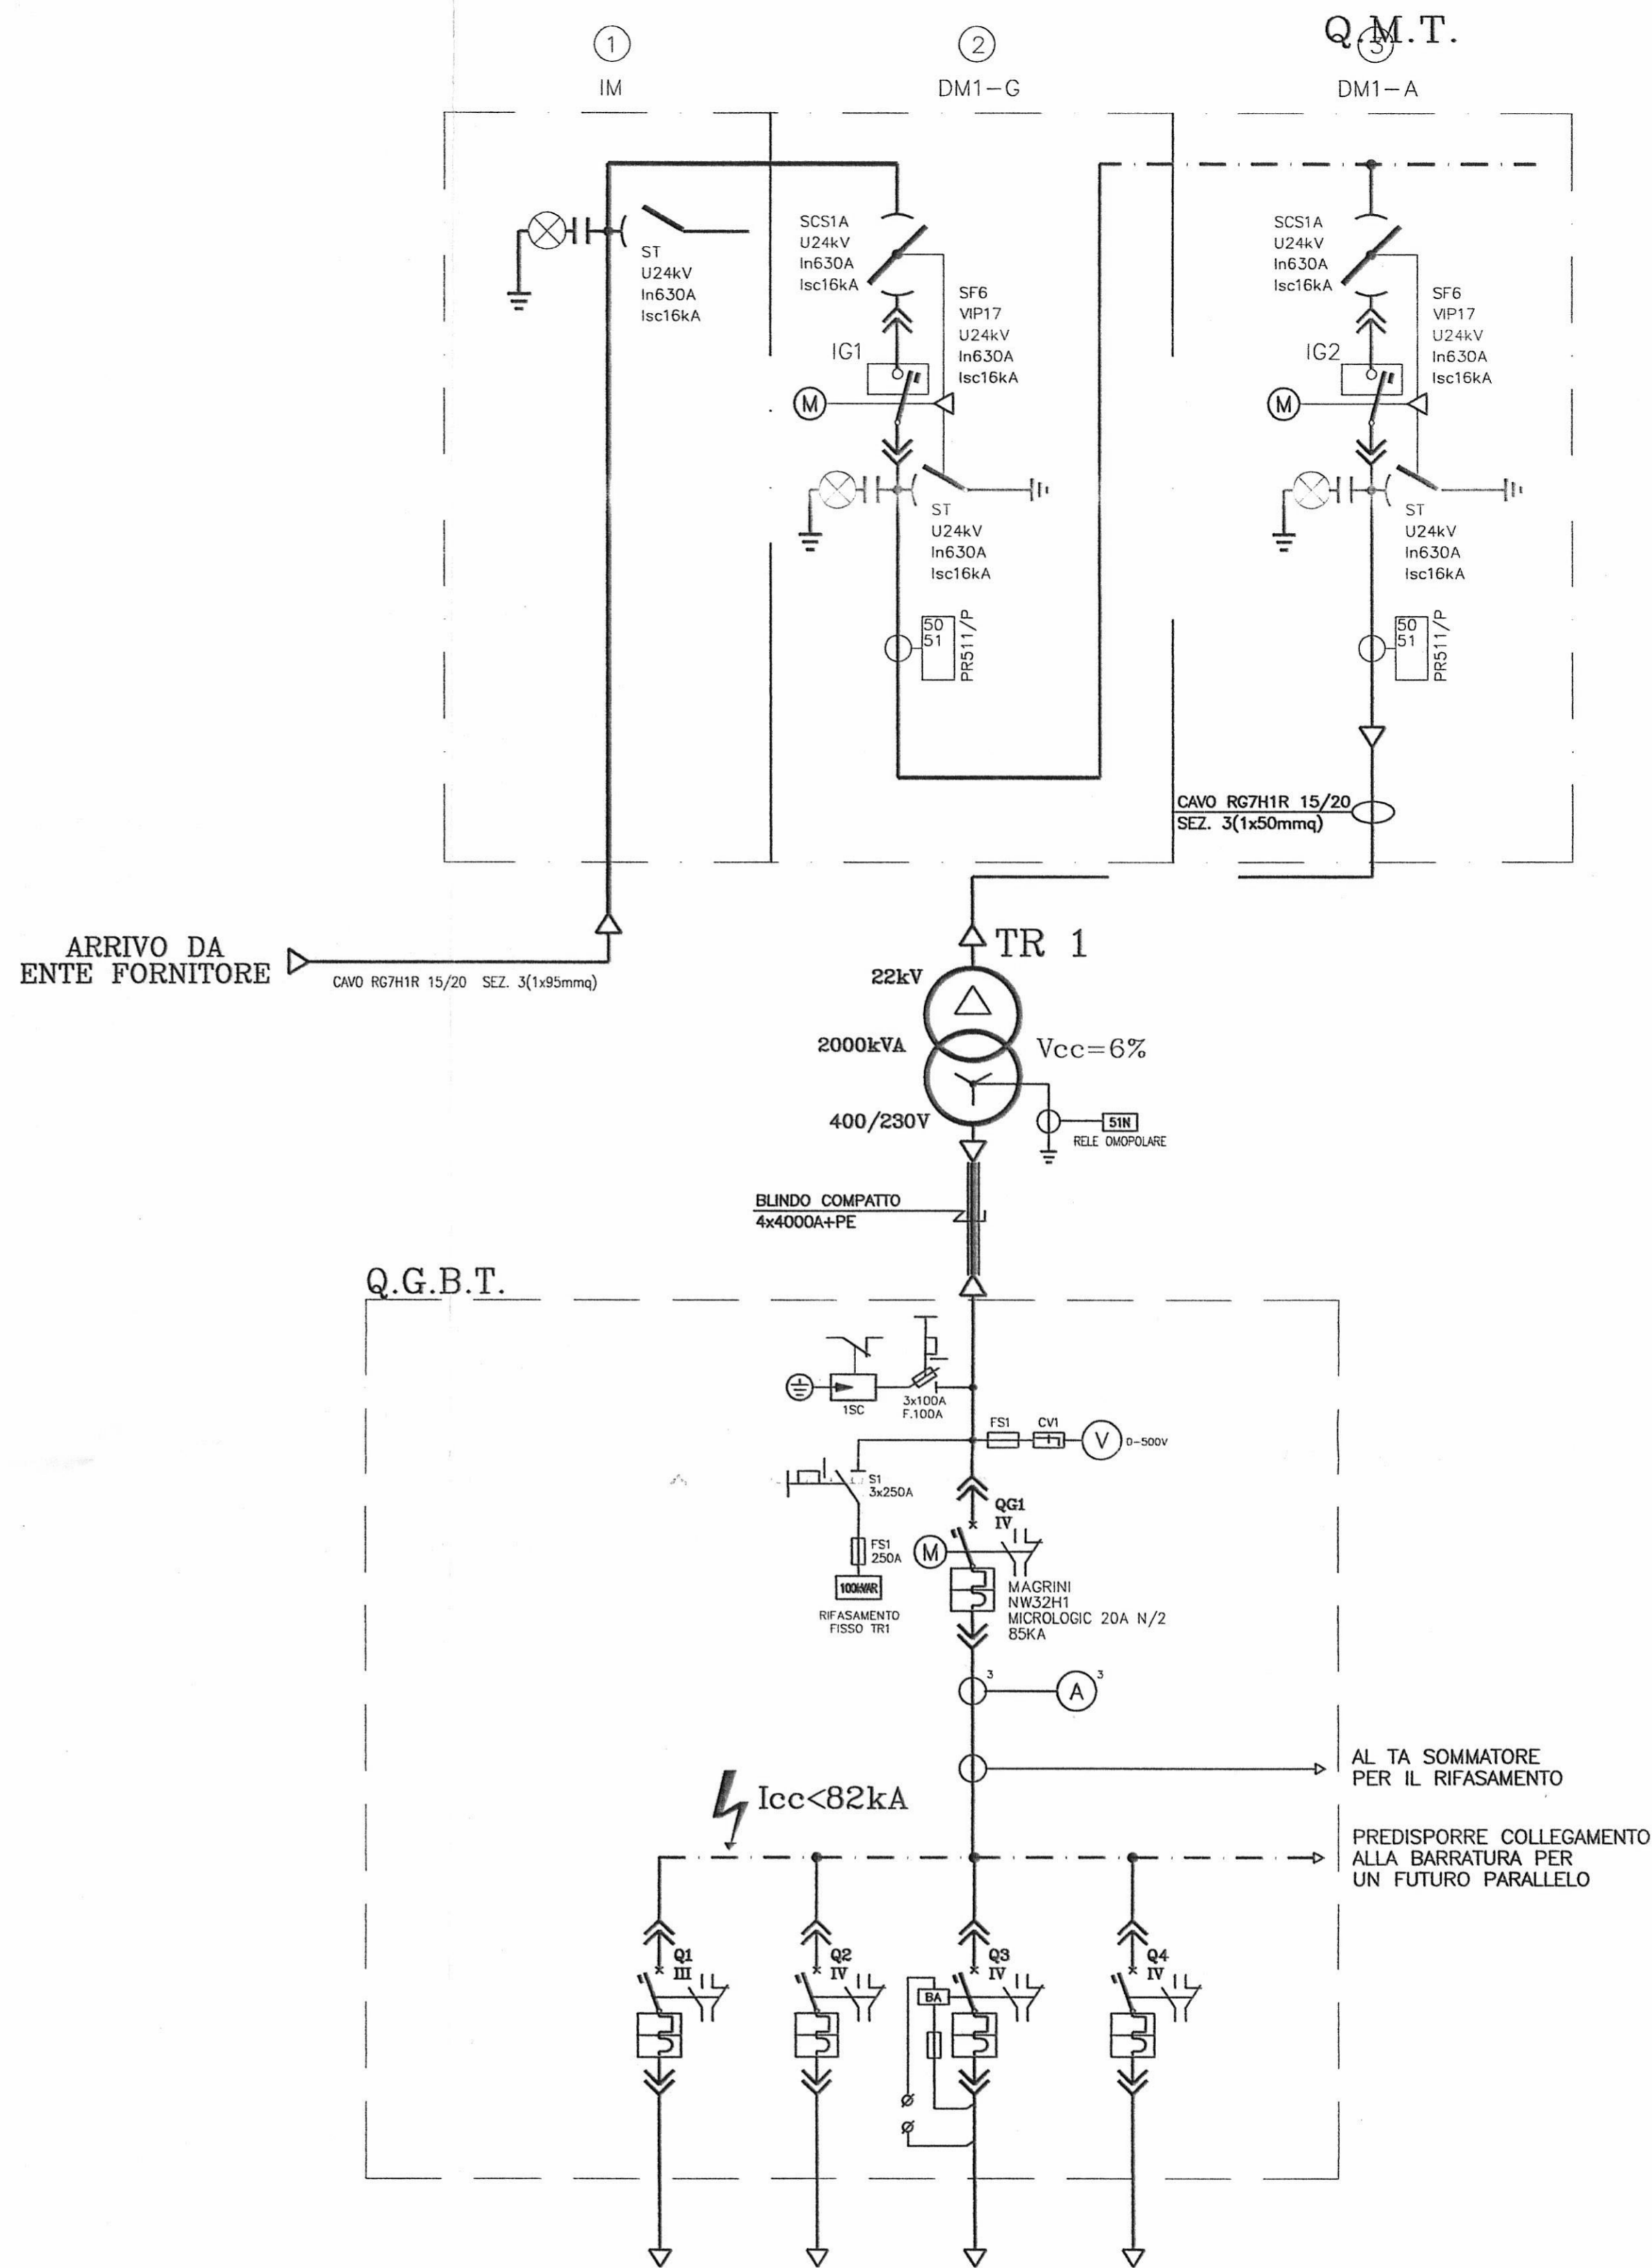 Q.M.T.
1
2
3
IM
DM1-G
DM1-A
ST
U24kV
In630A
Isc16kA
SCS1A
U24kV
In630A
Isc16kA
SF6
VIP17
U24kV
In630A
Isc16kA
IG1
M
ST
U24kV
In630A
Isc16kA
50
51
PR511/P
SCS1A
U24kV
In630A
Isc16kA
SF6
VIP17
U24kV
In630A
Isc16kA
IG2
M
ST
U24kV
In630A
Isc16kA
50
51
PR511/P
CAVO RG7H1R 15/20
SEZ. 3(1x50mmq)
ARRIVO DA
ENTE FORNITORE
CAVO RG7H1R 15/20 SEZ. 3(1x95mmq)
TR 1
22kV
2000kVA
Vcc=6%
400/230V
51N
RELE OMOPOLARE
BLINDO COMPATTO
4x4000A+PE
Q.G.B.T.
1SC
3x100A
F.100A
FS1
CV1
V
0-500V
S1
3x250A
FS1
250A
100kVAR
RIFASAMENTO
FISSO TR1
QG1
IV
M
MAGRINI
NW32H1
MICROLOGIC 20A N/2
85KA
3
A
3
AL TA SOMMATORE
PER IL RIFASAMENTO
Icc<82kA
PREDISPORRE COLLEGAMENTO
ALLA BARRATURA PER
UN FUTURO PARALLELO
Q1
III
Q2
IV
Q3
IV
BA
Q4
IV